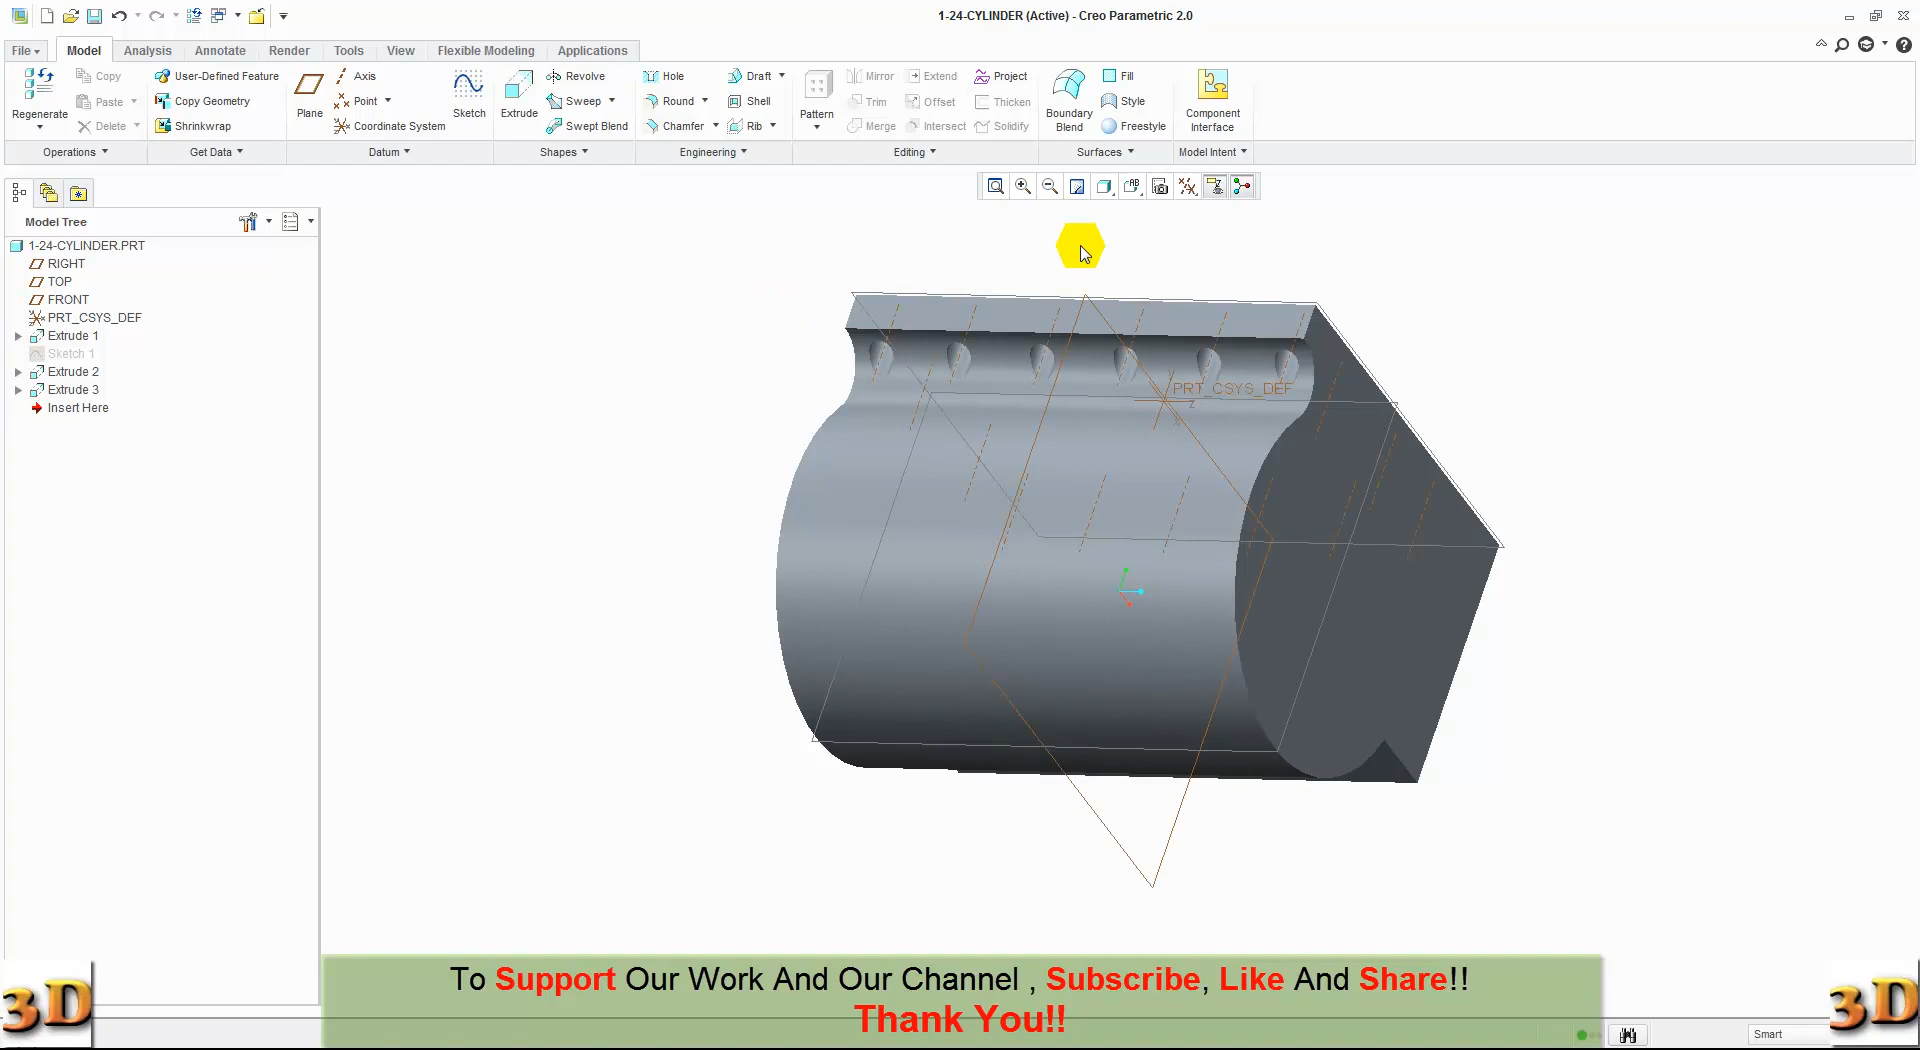 1-24-CYLINDER (Active) - Creo Parametric 2.0
File Model Analysis Annotate Render Tools View Flexible Modeling Applications
Regenerate
Copy
Paste
Delete
Operations
User-Defined Feature
Copy Geometry
Shrinkwrap
Get Data
Plane
Axis
Point
Coordinate System
Sketch
Datum
Extrude
Revolve
Sweep
Swept Blend
Shapes
Hole
Round
Chamfer
Draft
Shell
Rib
Engineering
Pattern
Mirror
Trim
Merge
Extend
Offset
Intersect
Project
Thicken
Solidify
Editing
Boundary
Blend
Fill
Style
Freestyle
Surfaces
Component
Interface
Model Intent
Model Tree
1-24-CYLINDER.PRT
RIGHT
TOP
FRONT
PRT_CSYS_DEF
Extrude 1
Sketch 1
Extrude 2
Extrude 3
Insert Here
PRT_CSYS_DEF
Z
To Support Our Work And Our Channel , Subscribe, Like And Share!!
Thank You!!
3D
3D
Smart